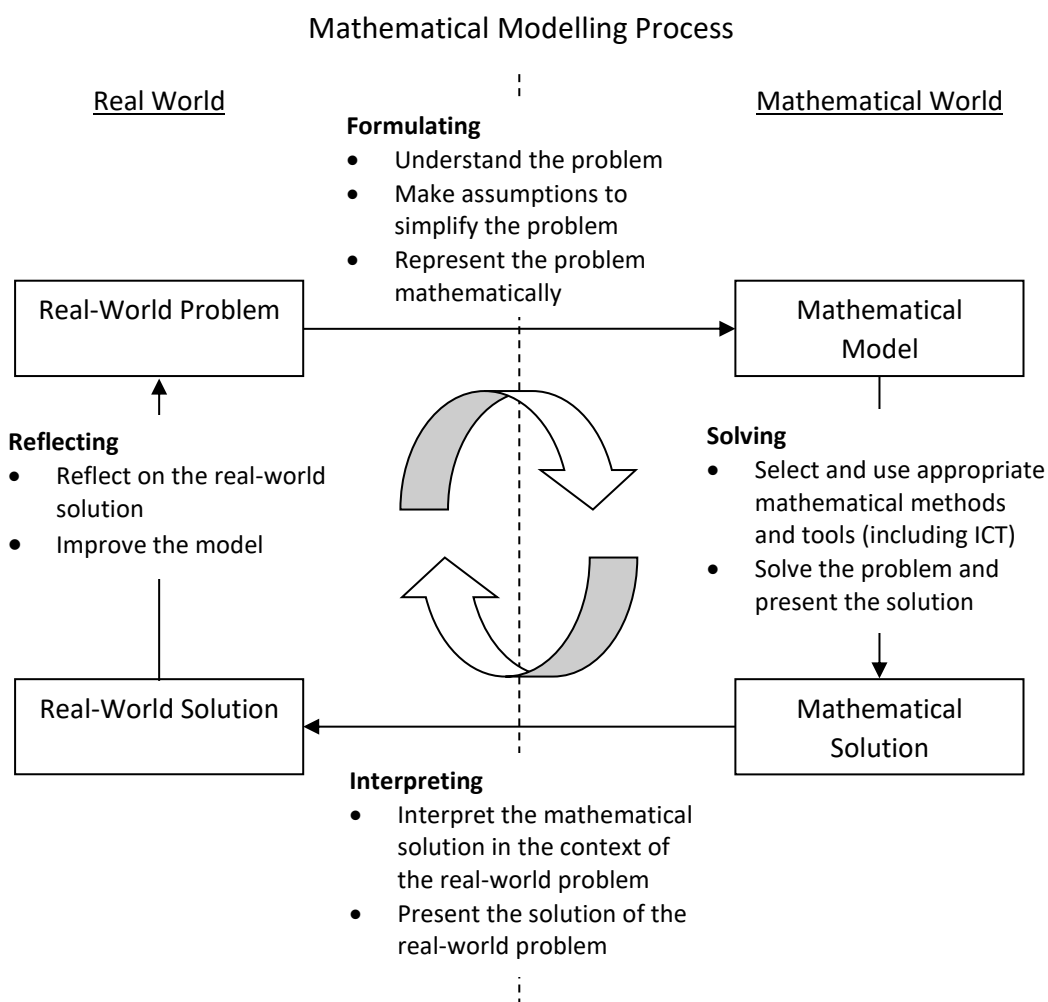 Mathematical Modelling Process
Real World
Mathematical World
Formulating
• Understand the problem
• Make assumptions to
simplify the problem
• Represent the problem
mathematically
Real-World Problem
Mathematical
Model
Reflecting
• Reflect on the real-world
solution
• Improve the model
Solving
• Select and use appropriate
mathematical methods
and tools (including ICT)
• Solve the problem and
present the solution
Real-World Solution
Mathematical
Solution
Interpreting
• Interpret the mathematical
solution in the context of
the real-world problem
• Present the solution of the
real-world problem